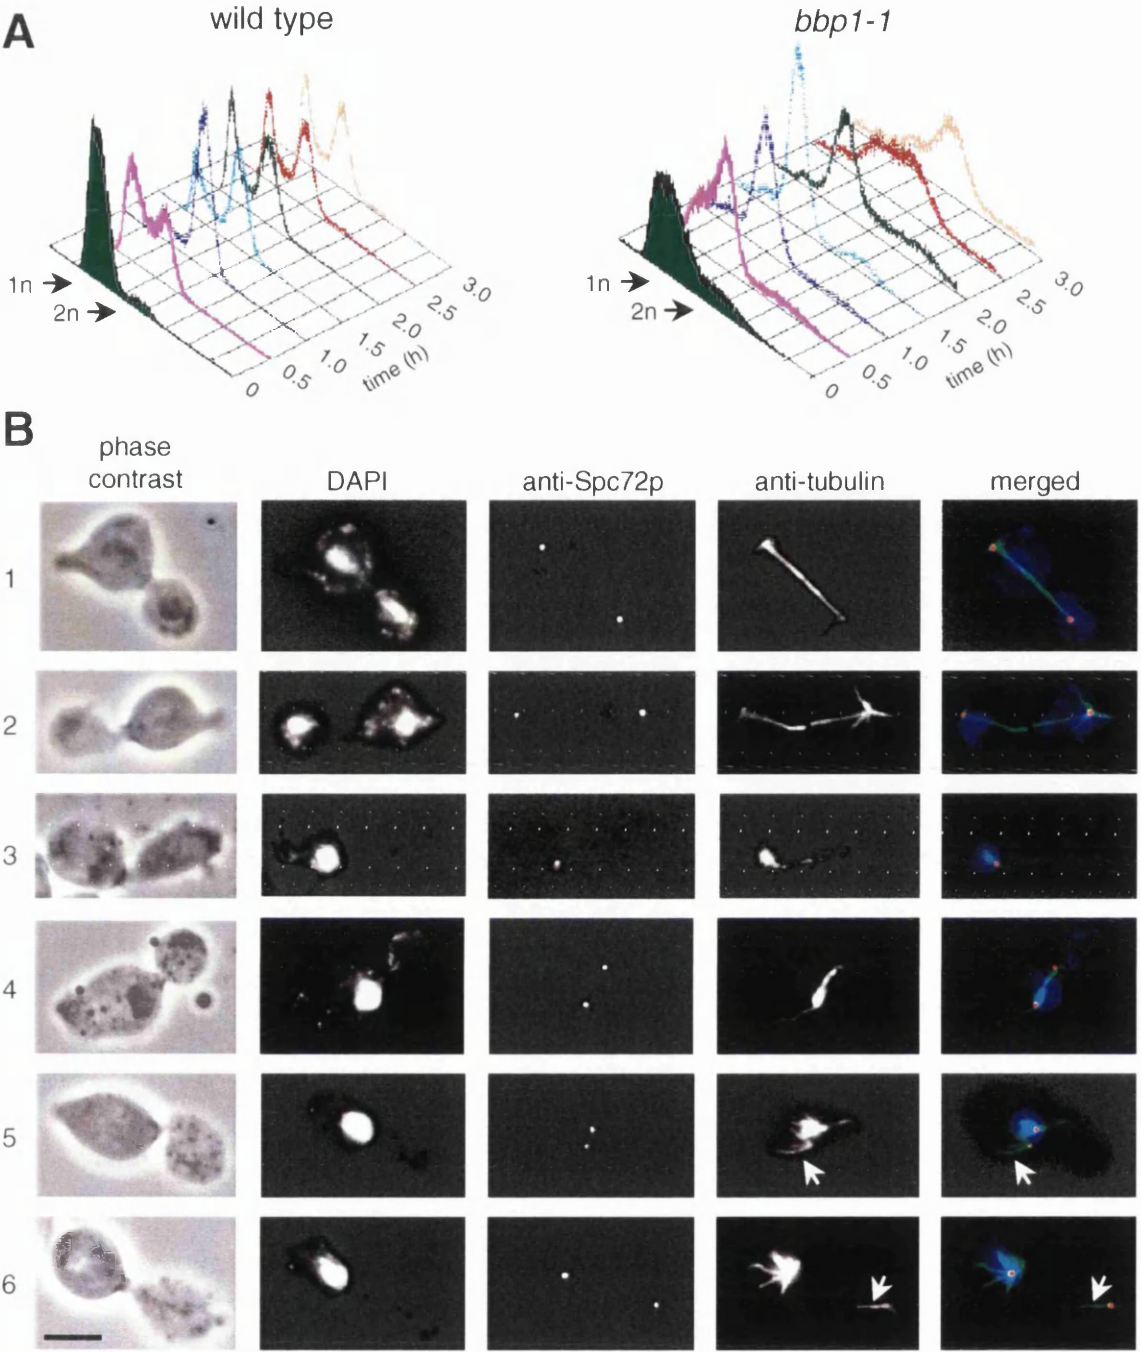 A
wild type
bbp1-1
1n
2n
0
0.5
1.0
1.5
2.0
2.5
3.0
time (h)
1n
2n
0
0.5
1.0
1.5
2.0
2.5
3.0
time (h)
B
phase contrast
DAPI
anti-Spc72p
anti-tubulin
merged
1
2
3
4
5
6